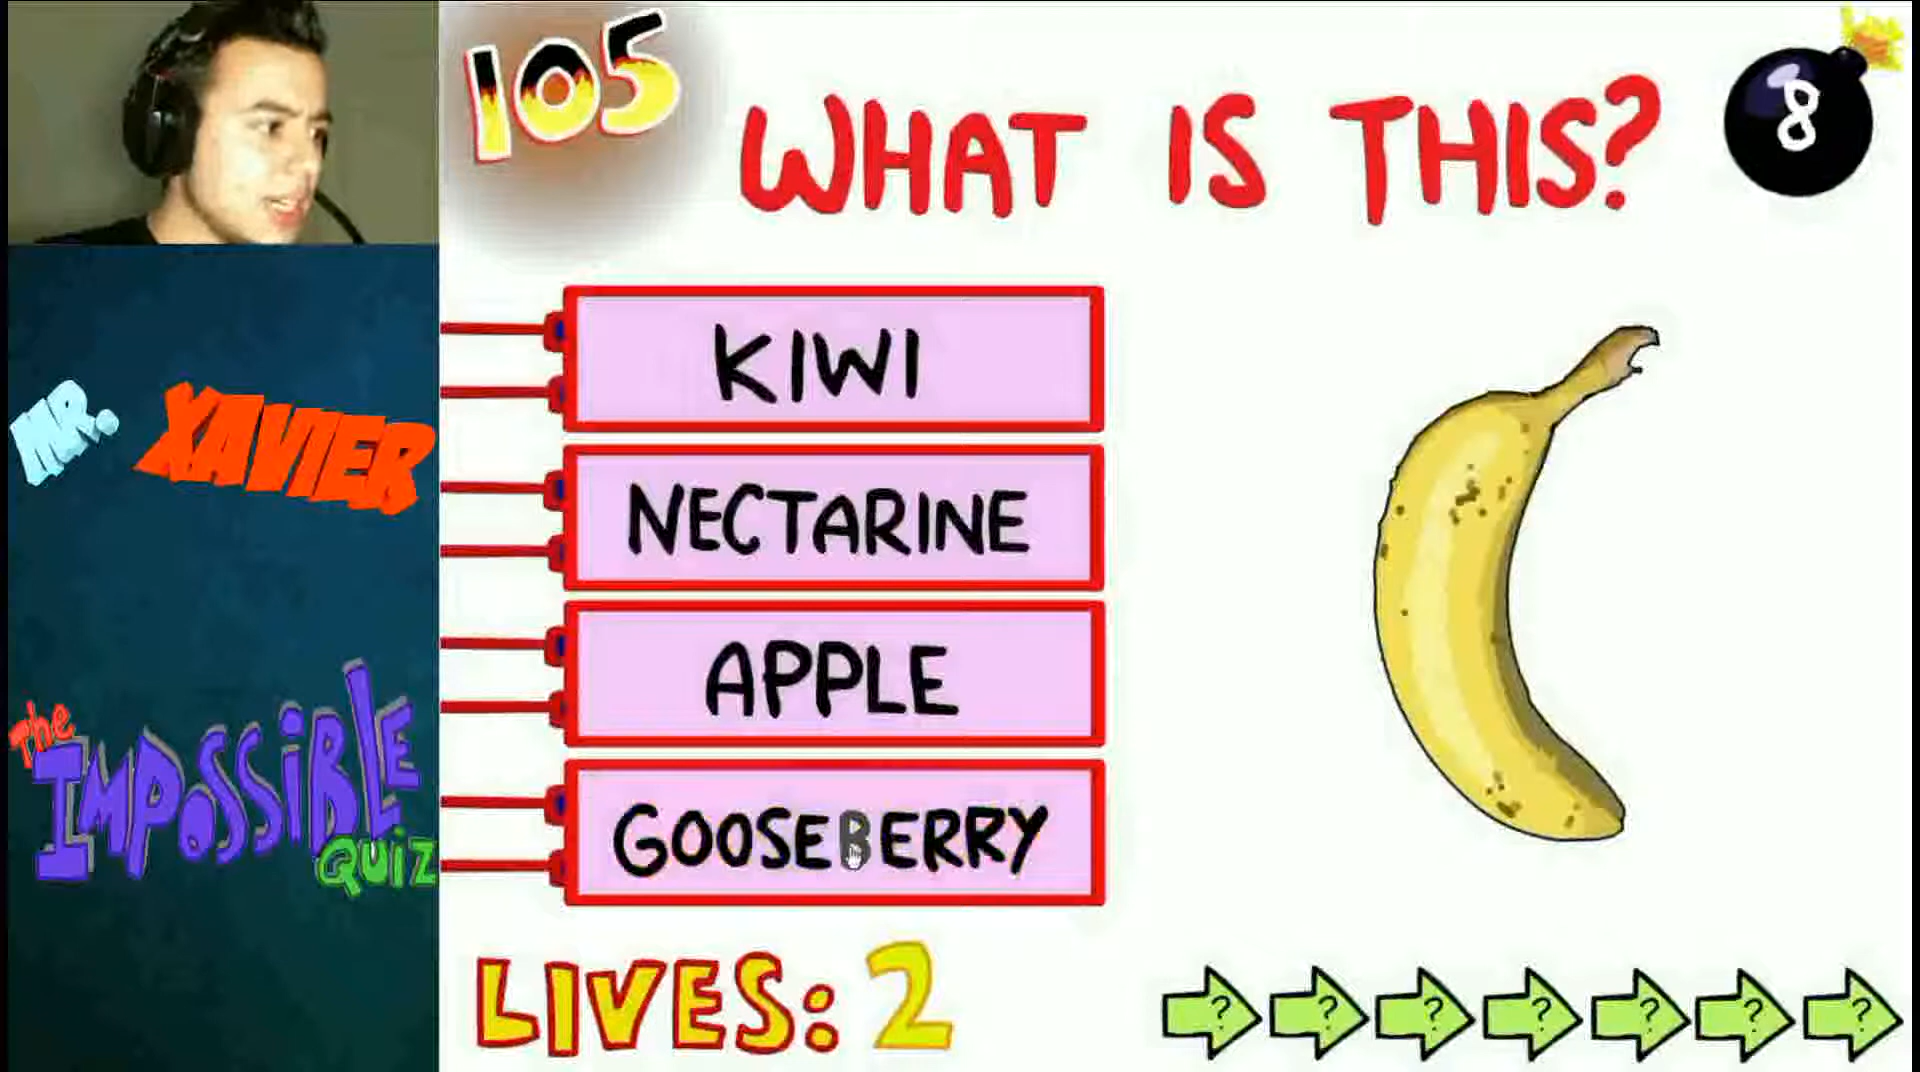 105
WHAT IS THIS?
8
KIWI
NECTARINE
APPLE
GOOSEBERRY
LIVES: 2
? ? ? ? ? ? ?
MR. XAVIER
The
IMPOSSIBLE
QUIZ